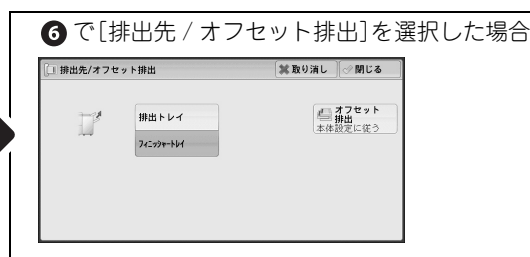 ❻で［排出先 / オフセット排出］を選択した場合
排出先/オフセット排出
取り消し
閉じる
排出トレイ
ﾌｨﾆｯｼｬｰﾄﾚｲ
オフセット
排出
本体設定に従う